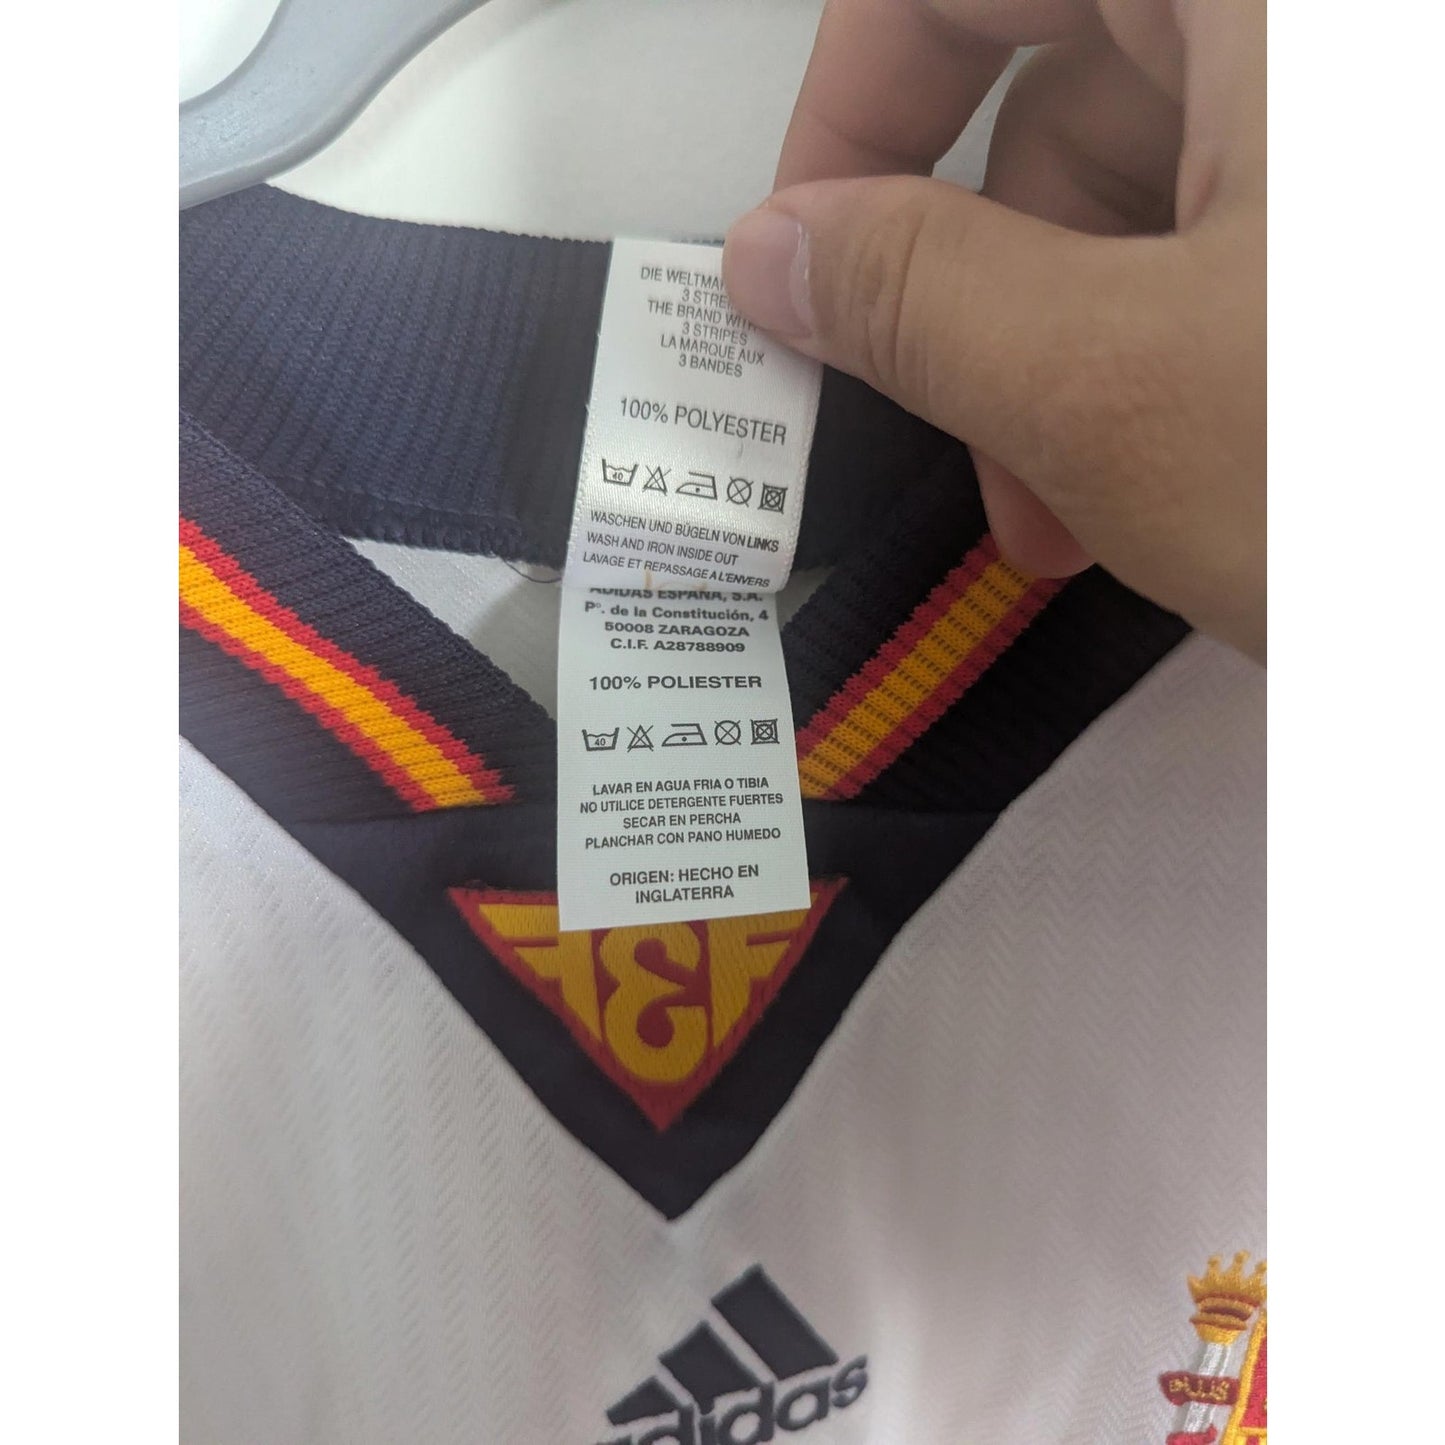 DIE
3
THE BRAND WITH
3 STRIPES
LA MARQUE AUX
3 BANDES
100% POLYESTER
40
WASCHEN UND BÜGELN VON LINKS
WASH AND IRON INSIDE OUT
LAVAGE ET REPASSAGE A L'ENVERS
ADIDAS ESPAÑA, S.A.
Pº. de la Constitución, 4
50008 ZARAGOZA
C.I.F. A28788909
100% POLIESTER
40
LAVAR EN AGUA FRIA O TIBIA
NO UTILICE DETERGENTE FUERTES
SECAR EN PERCHA
PLANCHAR CON PANO HUMEDO
ORIGEN: HECHO EN
INGLATERRA
adidas